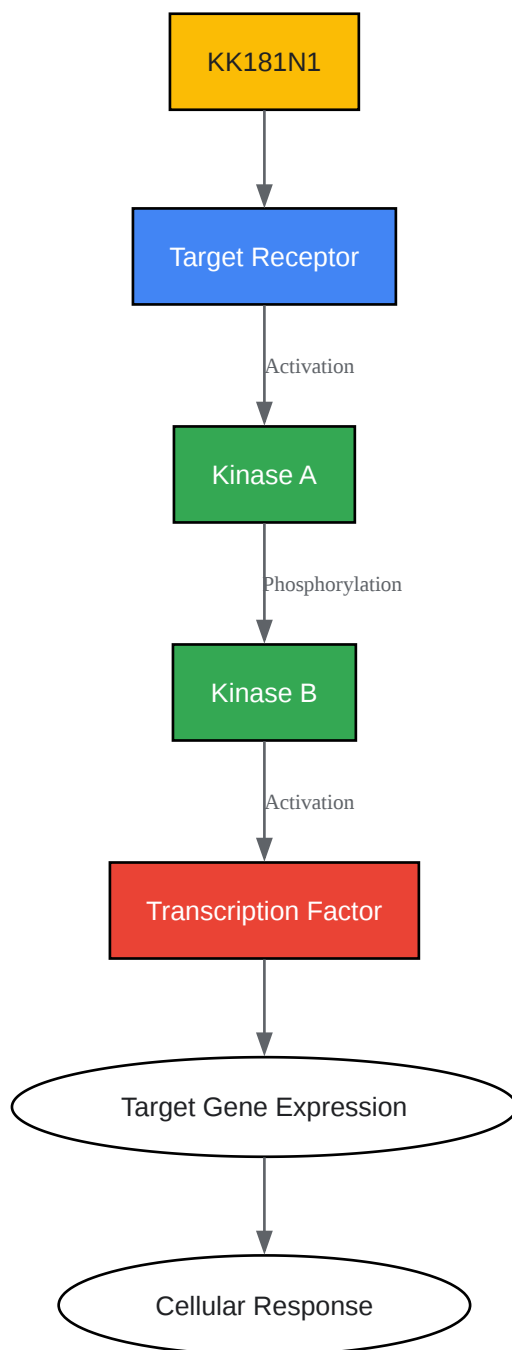 KK181N1
Target Receptor
Activation
Kinase A
Phosphorylation
Kinase B
Activation
Transcription Factor
Target Gene Expression
Cellular Response